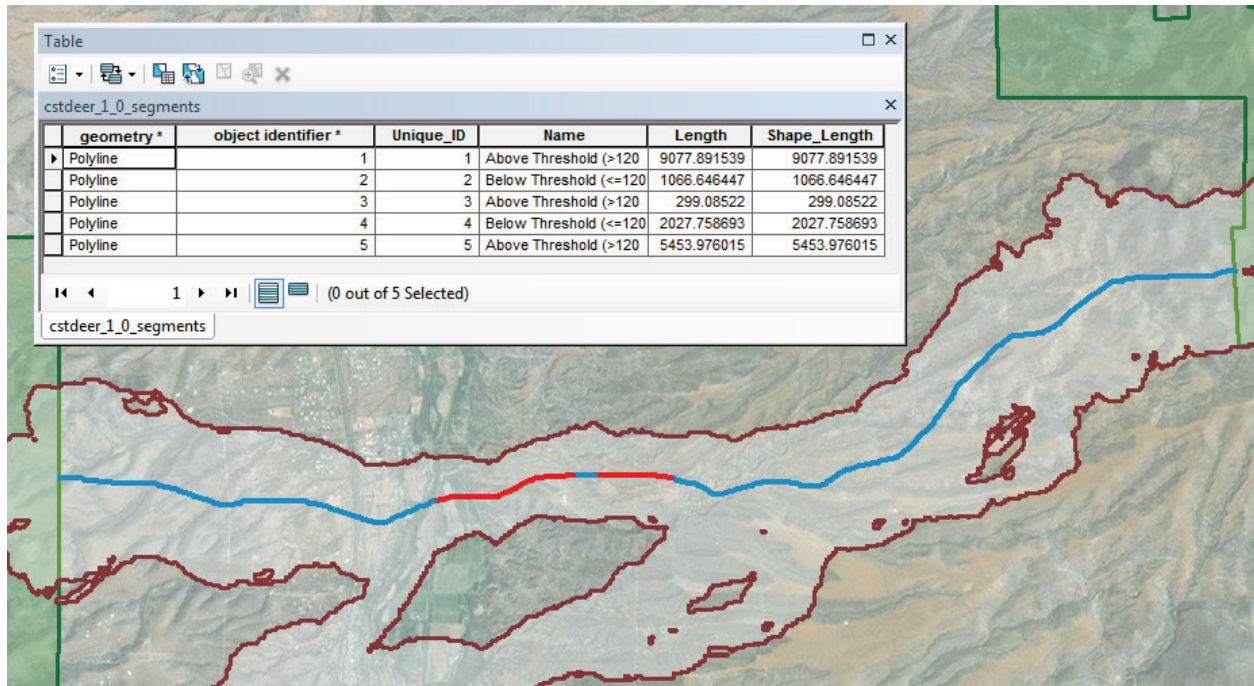 Table
cstdeer_1_0_segments
geometry * object identifier * Unique_ID Name Length Shape_Length
Polyline 1 1 Above Threshold (>120 9077.891539 9077.891539
Polyline 2 2 Below Threshold (<=120 1066.646447 1066.646447
Polyline 3 3 Above Threshold (>120 299.08522 299.08522
Polyline 4 4 Below Threshold (<=120 2027.758693 2027.758693
Polyline 5 5 Above Threshold (>120 5453.976015 5453.976015
1 (0 out of 5 Selected)
cstdeer_1_0_segments